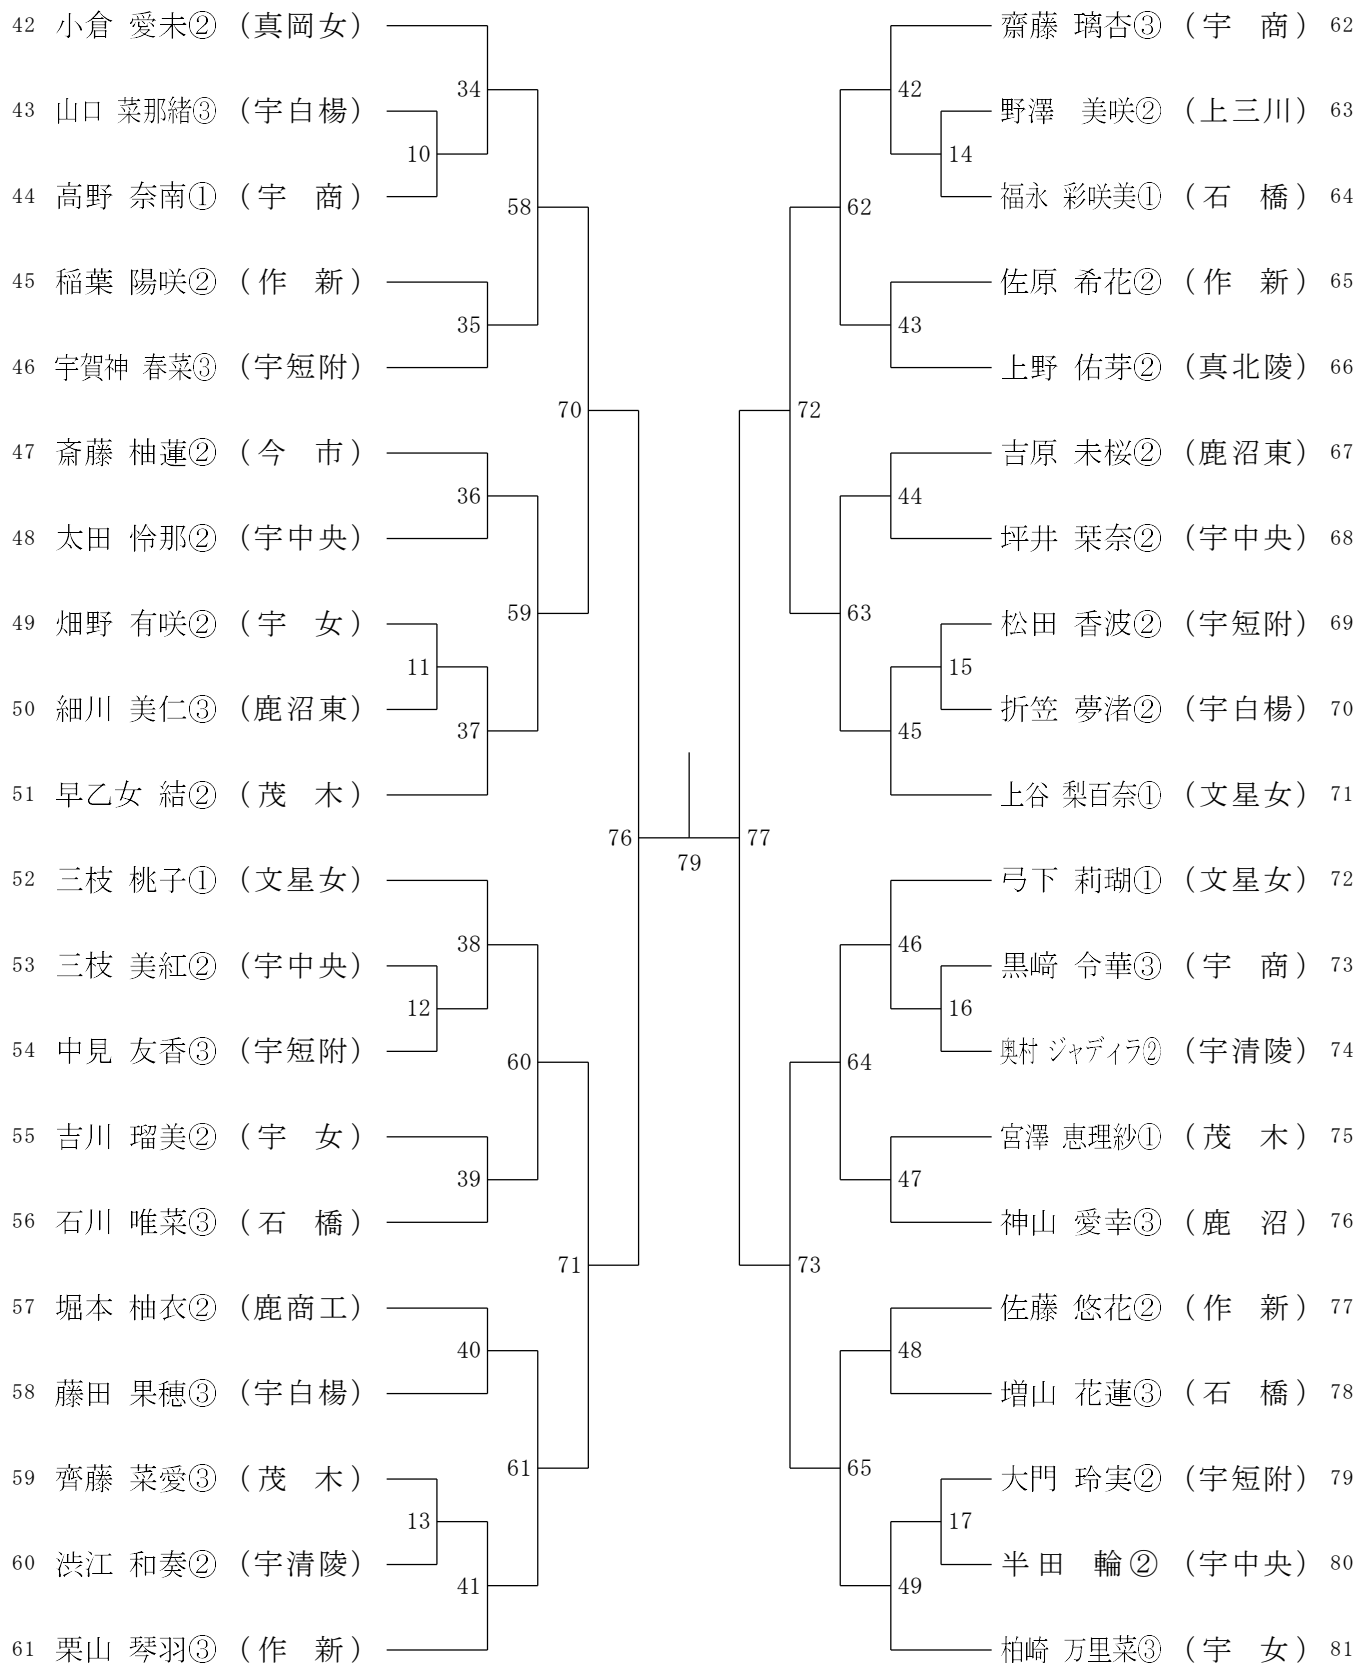 42 小倉 愛未② (真岡女)
34
43 山口 菜那緒③ (宇白楊)
10
44 高野 奈南① (宇 商)
58
45 稲葉 陽咲② (作 新)
35
46 宇賀神 春菜③ (宇短附)
70
47 斎藤 柚蓮② (今 市)
36
48 太田 怜那② (宇中央)
59
49 畑野 有咲② (宇 女)
11
50 細川 美仁③ (鹿沼東)
37
51 早乙女 結② (茂 木)
76
52 三枝 桃子① (文星女)
38
53 三枝 美紅② (宇中央)
12
54 中見 友香③ (宇短附)
60
55 吉川 瑠美② (宇 女)
39
56 石川 唯菜③ (石 橋)
71
57 堀本 柚衣② (鹿商工)
40
58 藤田 果穂③ (宇白楊)
61
59 齊藤 菜愛③ (茂 木)
13
60 渋江 和奏② (宇清陵)
41
61 栗山 琴羽③ (作 新)
79
齋藤 璃杏③ (宇 商) 62
42
野澤 美咲② (上三川) 63
14
福永 彩咲美① (石 橋) 64
62
佐原 希花② (作 新) 65
43
上野 佑芽② (真北陵) 66
72
吉原 未桜② (鹿沼東) 67
44
坪井 栞奈② (宇中央) 68
63
松田 香波② (宇短附) 69
15
折笠 夢渚② (宇白楊) 70
45
上谷 梨百奈① (文星女) 71
77
弓下 莉瑚① (文星女) 72
46
黒﨑 令華③ (宇 商) 73
16
奥村 ジャディラ② (宇清陵) 74
64
宮澤 恵理紗① (茂 木) 75
47
神山 愛幸③ (鹿 沼) 76
73
佐藤 悠花② (作 新) 77
48
増山 花蓮③ (石 橋) 78
65
大門 玲実② (宇短附) 79
17
半田 輪② (宇中央) 80
49
柏崎 万里菜③ (宇 女) 81